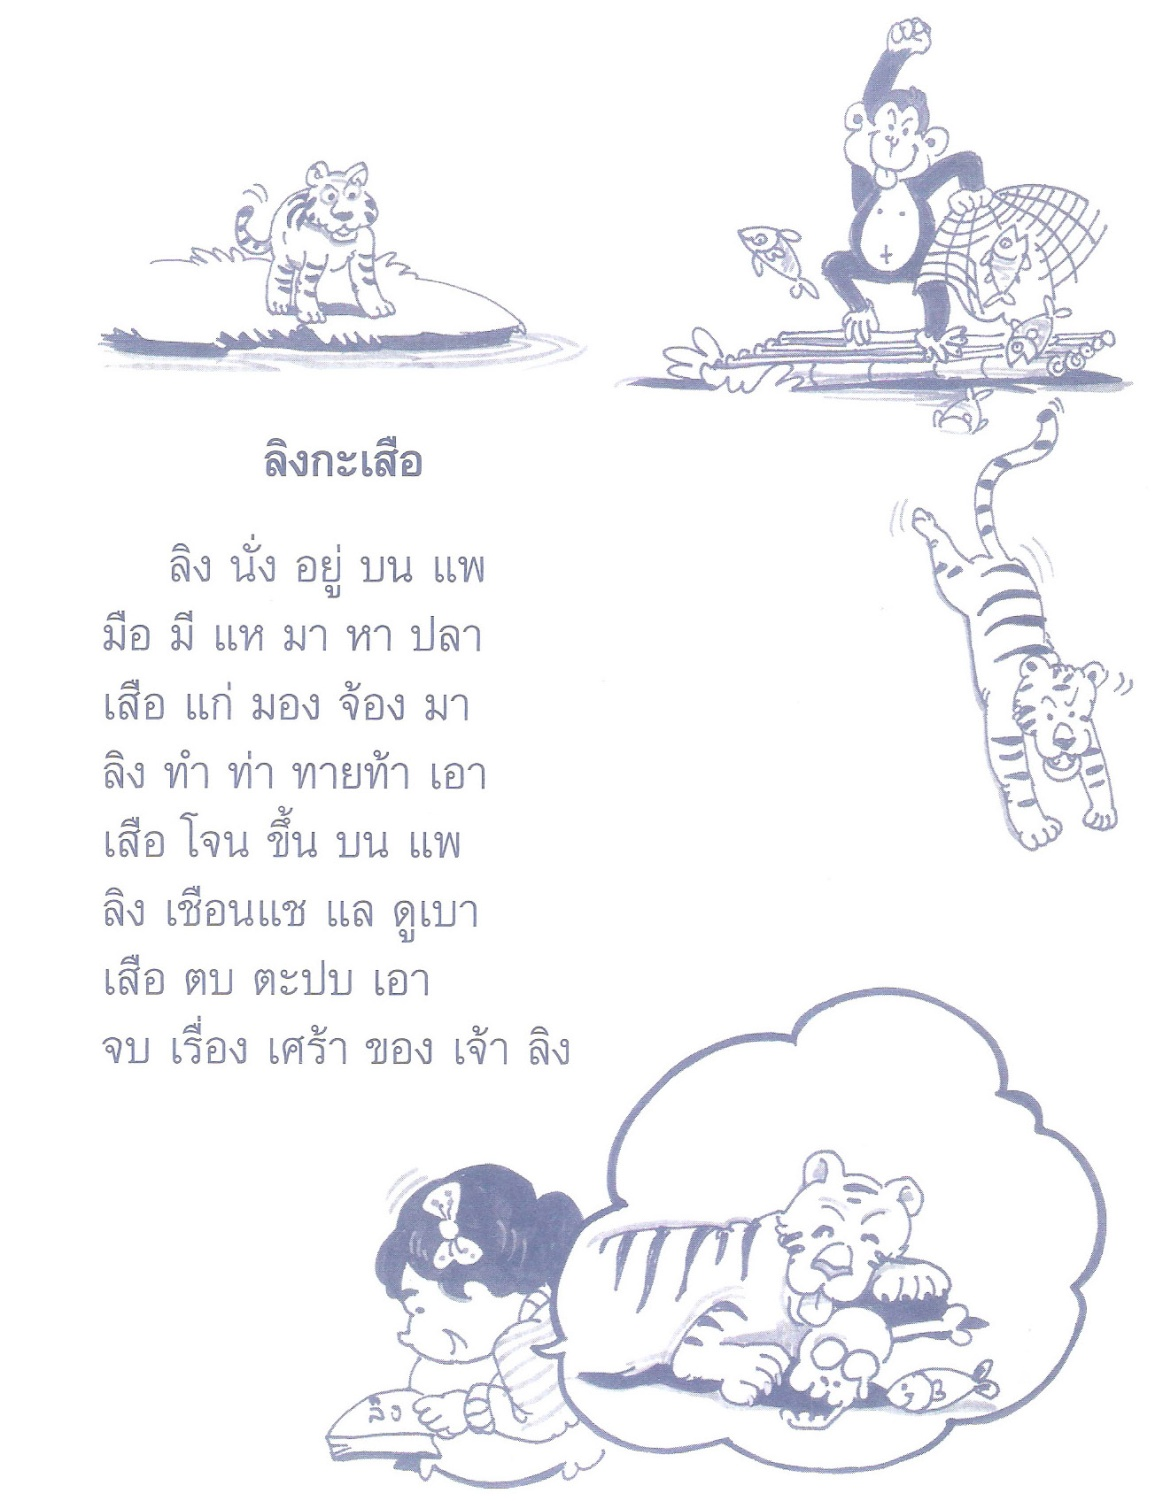 ลิงกะเสือ
ลิง นั่ง อยู่ บน แพ
มือ มี แห มา หา ปลา
เสือ แก่ มอง จ้อง มา
ลิง ทำ ท่า ทายท้า เอา
เสือ โจน ขึ้น บน แพ
ลิง เชือนแช แล ดูเบา
เสือ ตบ ตะปบ เอา
จบ เรื่อง เศร้า ของ เจ้า ลิง
ลิง